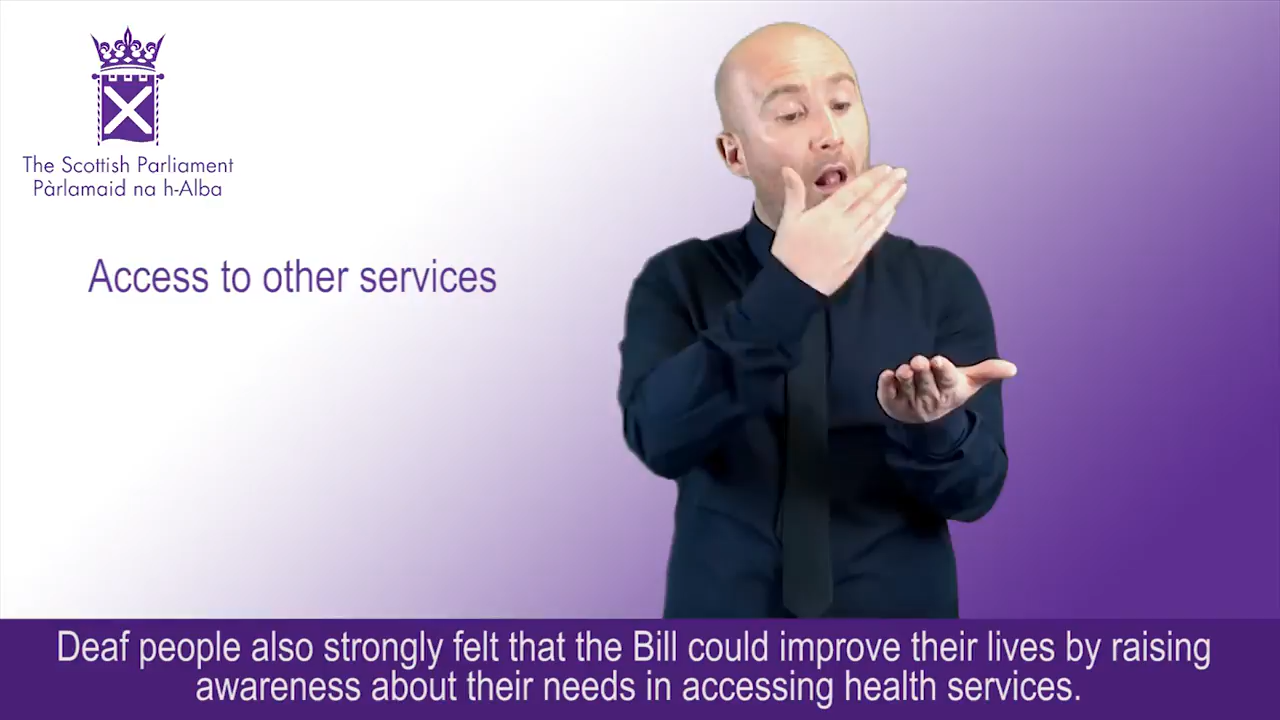 The Scottish Parliament
Pàrlamaid na h-Alba
Access to other services
Deaf people also strongly felt that the Bill could improve their lives by raising
awareness about their needs in accessing health services.